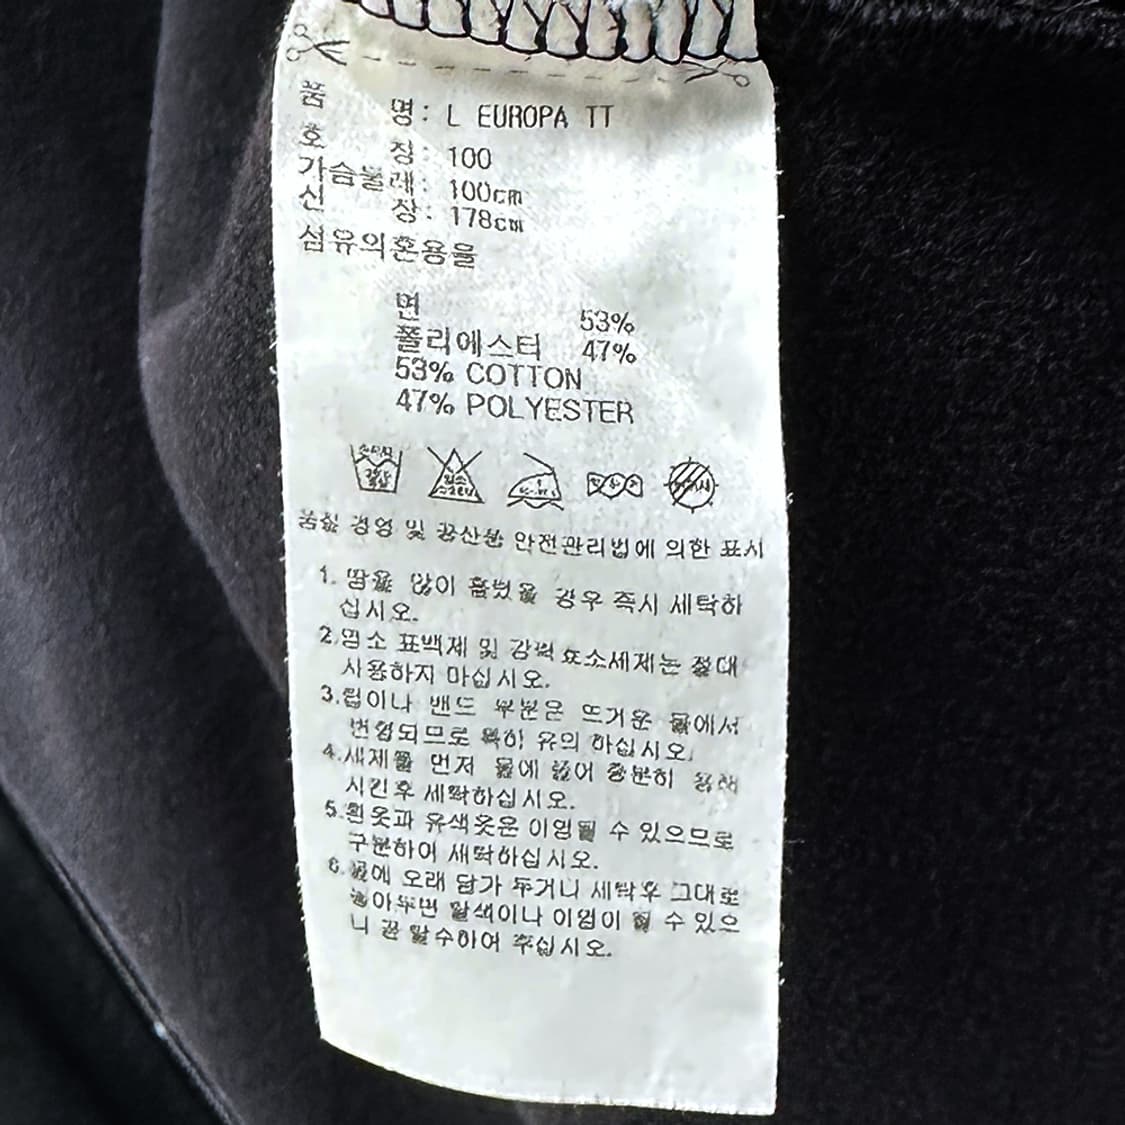 품 명: L EUROPA TT
호 칭: 100
가슴둘레: 100cm
신 장: 178cm
섬유의혼용율
면 53%
폴리에스터 47%
53% COTTON
47% POLYESTER
품질 경영 및 공산품 안전관리법에 의한 표시
1. 땀을 많이 흘렸을 경우 즉시 세탁하
십시오.
2.염소 표백제 및 강력 효소세제는 절대
사용하지 마십시오.
3.립이나 밴드 부분은 뜨거운 물에서
변형되므로 특히 유의 하십시오.
4.세제를 먼저 물에 풀어 충분히 용해
시킨후 세탁하십시오.
5.흰옷과 유색옷은 이염될 수 있으므로
구분하여 세탁하십시오.
6.물에 오래 담가 두거나 세탁후 그대로
놓아두면 탈색이나 이염이 될 수 있으
니 곧 탈수하여 주십시오.